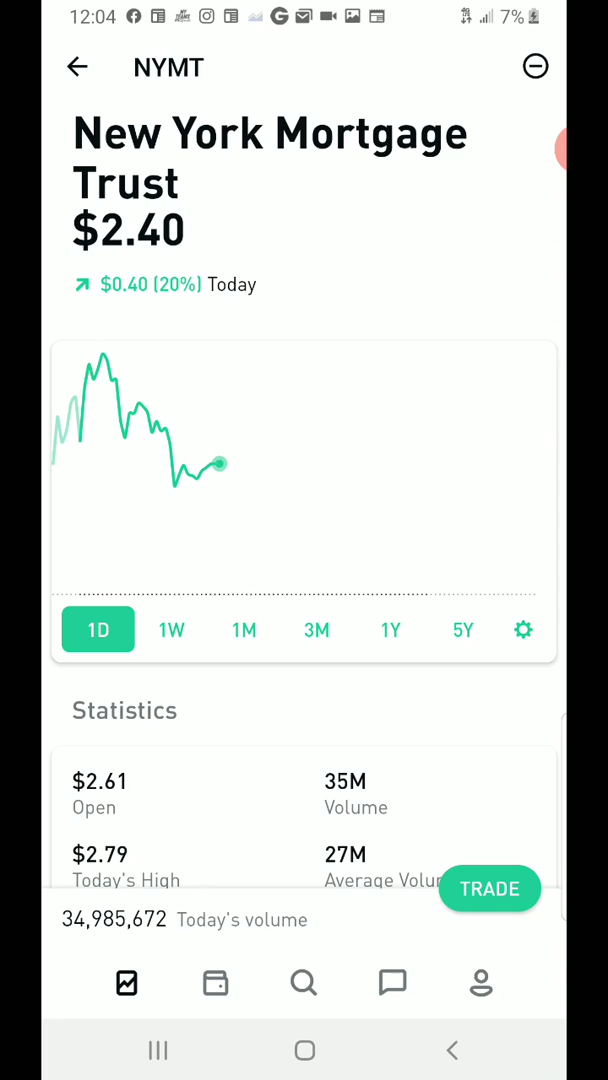 12:04
7%
NYMT
New York Mortgage
Trust
$2.40
$0.40 (20%) Today
1D 1W 1M 3M 1Y 5Y
Statistics
$2.61 35M
Open Volume
$2.79 27M
Today's High Average
TRADE
34,985,672 Today's volume